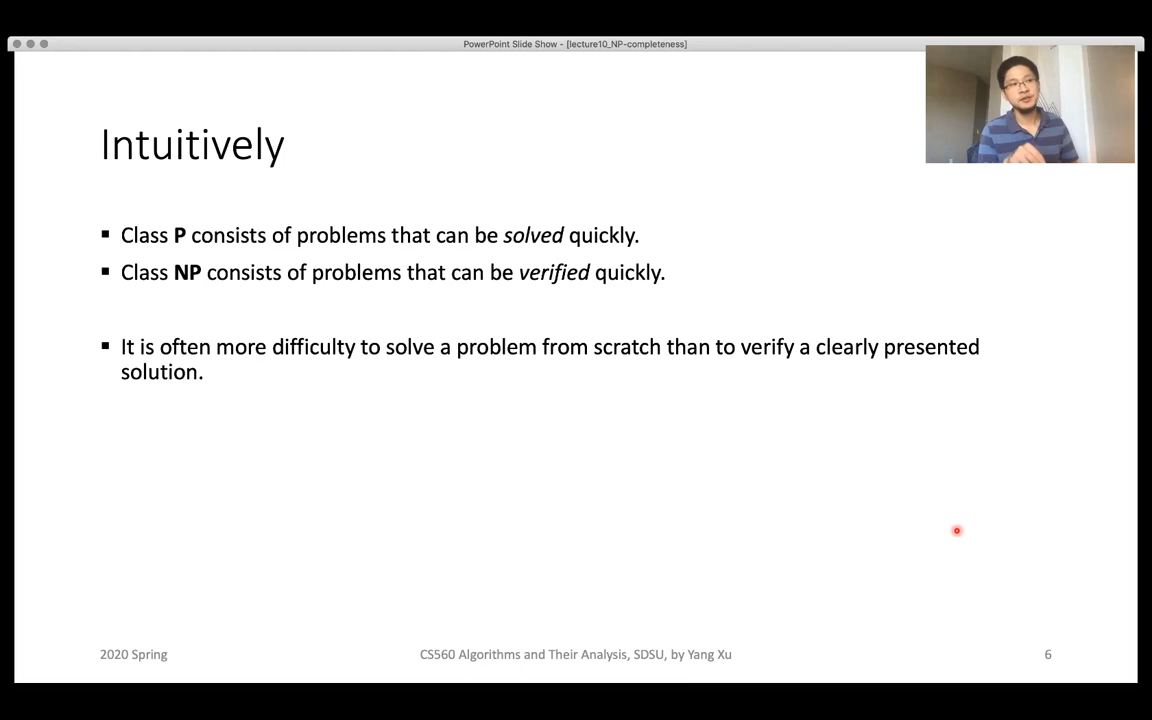 PowerPoint Slide Show - [lecture10_NP-completeness]
Intuitively
▪ Class P consists of problems that can be solved quickly.
▪ Class NP consists of problems that can be verified quickly.
▪ It is often more difficulty to solve a problem from scratch than to verify a clearly presented
solution.
2020 Spring
CS560 Algorithms and Their Analysis, SDSU, by Yang Xu
6